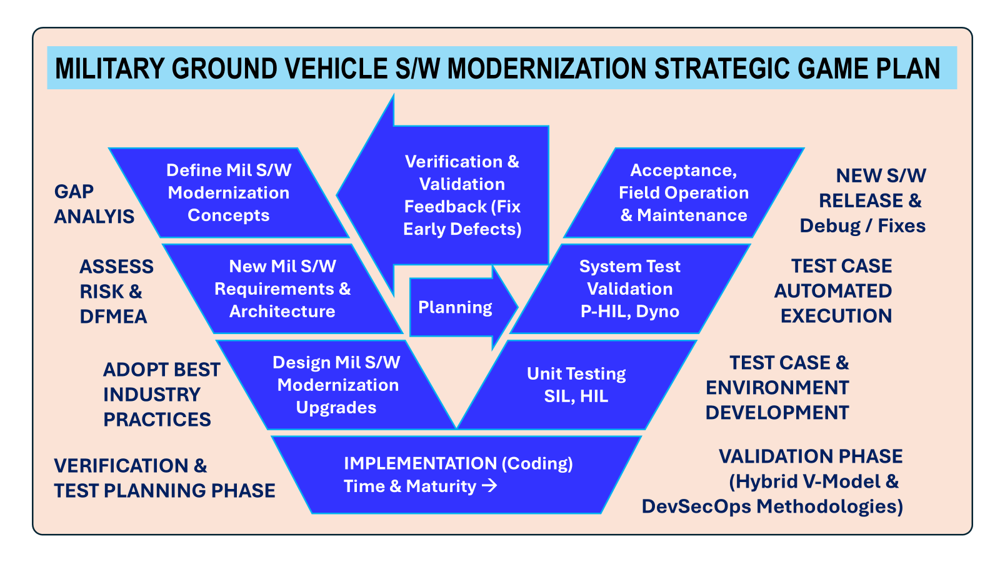 MILITARY GROUND VEHICLE S/W MODERNIZATION STRATEGIC GAME PLAN
GAP
ANALYIS
Define Mil S/W
Modernization
Concepts
Verification &
Validation
Feedback (Fix
Early Defects)
Acceptance,
Field Operation
& Maintenance
NEW S/W
RELEASE &
Debug / Fixes
ASSESS
RISK &
DFMEA
New Mil S/W
Requirements &
Architecture
Planning
System Test
Validation
P-HIL, Dyno
TEST CASE
AUTOMATED
EXECUTION
ADOPT BEST
INDUSTRY
PRACTICES
Design Mil S/W
Modernization
Upgrades
Unit Testing
SIL, HIL
TEST CASE &
ENVIRONMENT
DEVELOPMENT
VERIFICATION &
TEST PLANNING PHASE
IMPLEMENTATION (Coding)
Time & Maturity →
VALIDATION PHASE
(Hybrid V-Model &
DevSecOps Methodologies)